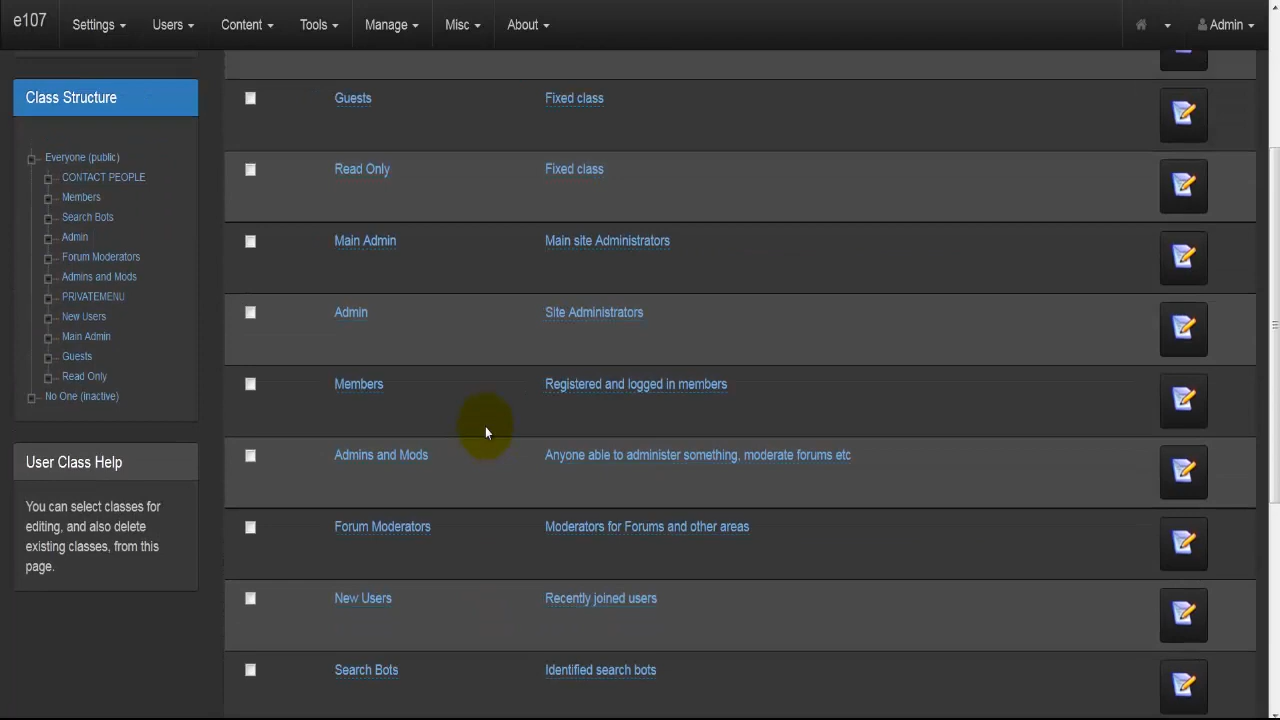 e107 Settings Users Content Tools Manage Misc About Admin
Class Structure
Everyone (public)
CONTACT PEOPLE
Members
Search Bots
Admin
Forum Moderators
Admins and Mods
PRIVATEMENU
New Users
Main Admin
Guests
Read Only
No One (inactive)
User Class Help
You can select classes for
editing, and also delete
existing classes, from this
page.
Guests Fixed class
Read Only Fixed class
Main Admin Main site Administrators
Admin Site Administrators
Members Registered and logged in members
Admins and Mods Anyone able to administer something, moderate forums etc
Forum Moderators Moderators for Forums and other areas
New Users Recently joined users
Search Bots Identified search bots